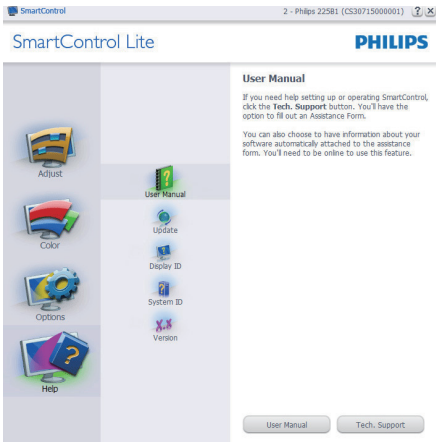 SmartControl
2 - Philips 225B1 (CS30715000001)
SmartControl Lite
PHILIPS
Adjust
Color
Options
Help
User Manual
Update
Display ID
System ID
X.X
Version
User Manual
If you need help setting up or operating SmartControl,
click the Tech. Support button. You'll have the
option to fill out an Assistance Form.
You can also choose to have information about your
software automatically attached to the assistance
form. You'll need to be online to use this feature.
User Manual
Tech. Support